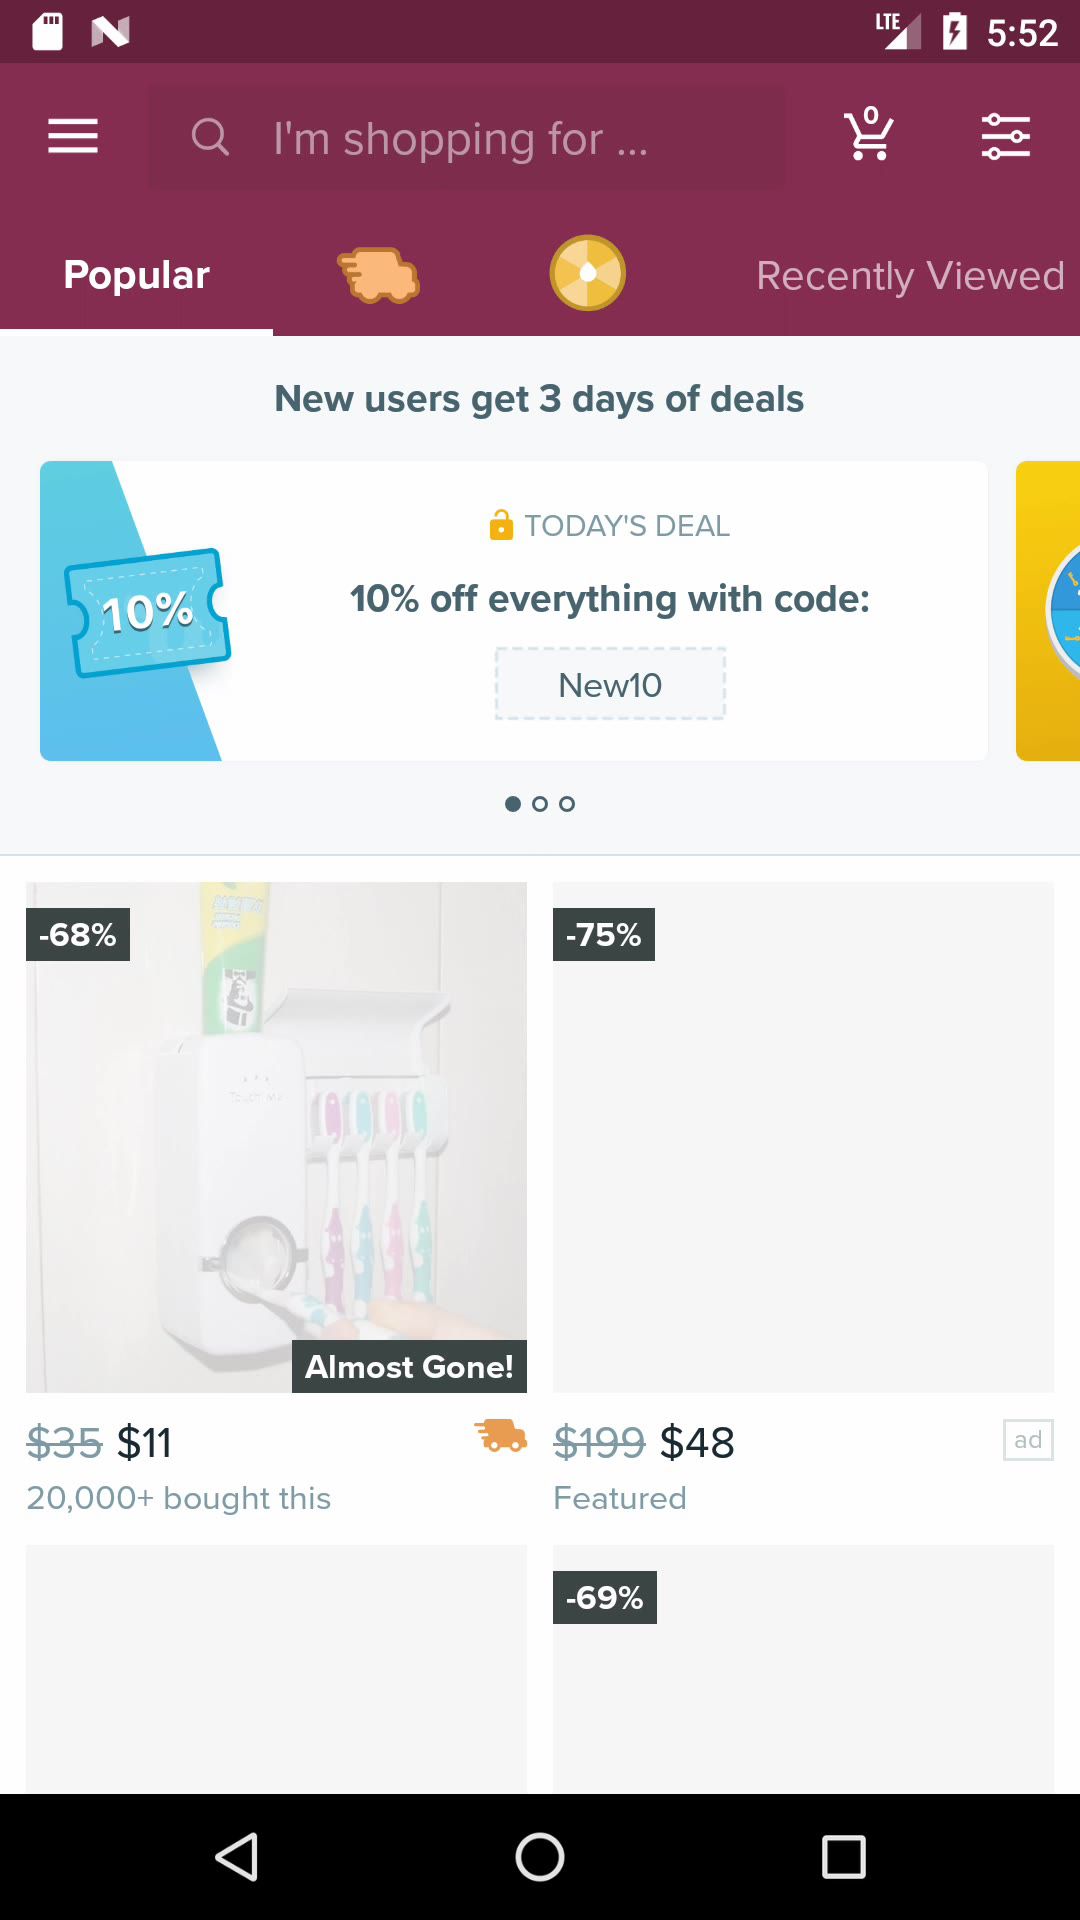 LTE
5:52
I'm shopping for ...
0
Popular
Recently Viewed
New users get 3 days of deals
TODAY'S DEAL
10%
10% off everything with code:
New10
-68%
-75%
Touch Me
Almost Gone!
$35 $11
$199 $48
ad
20,000+ bought this
Featured
-69%